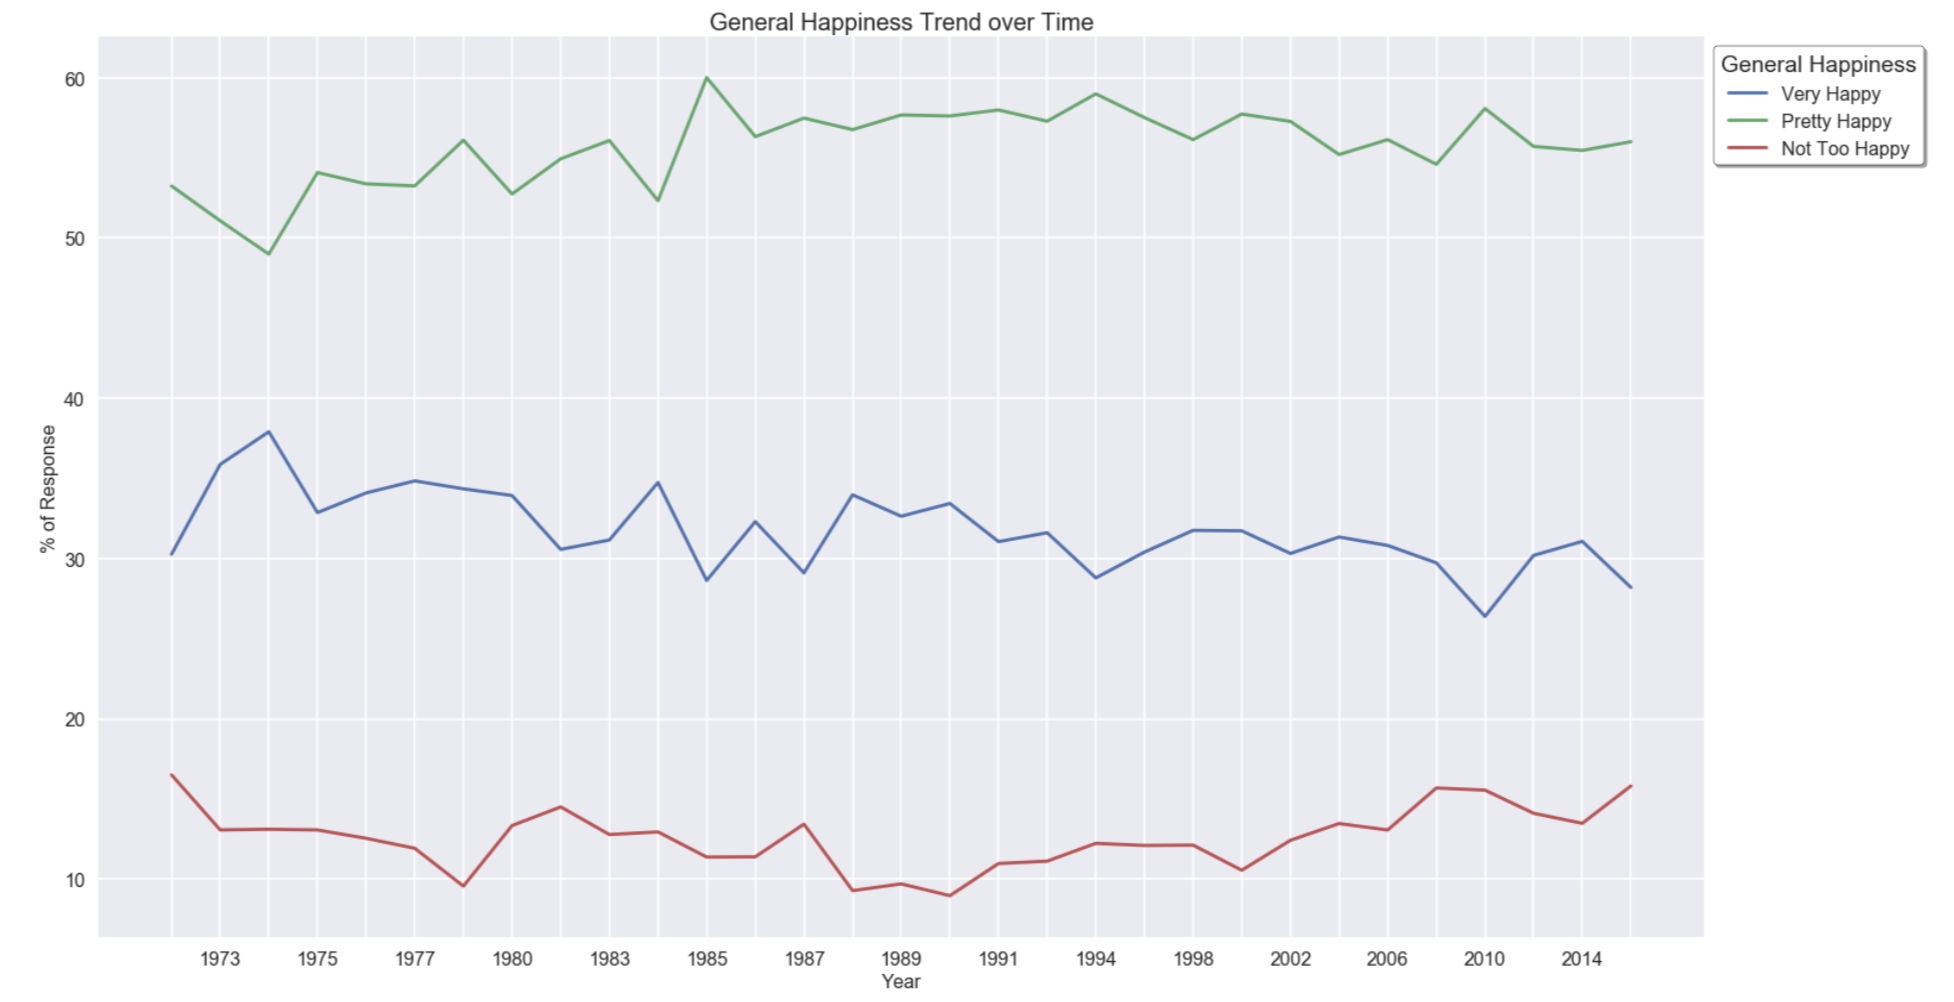 General Happiness Trend over Time
General Happiness
Very Happy
Pretty Happy
Not Too Happy
60
50
40
30
20
10
% of Response
1973 1975 1977 1980 1983 1985 1987 1989 1991 1994 1998 2002 2006 2010 2014
Year